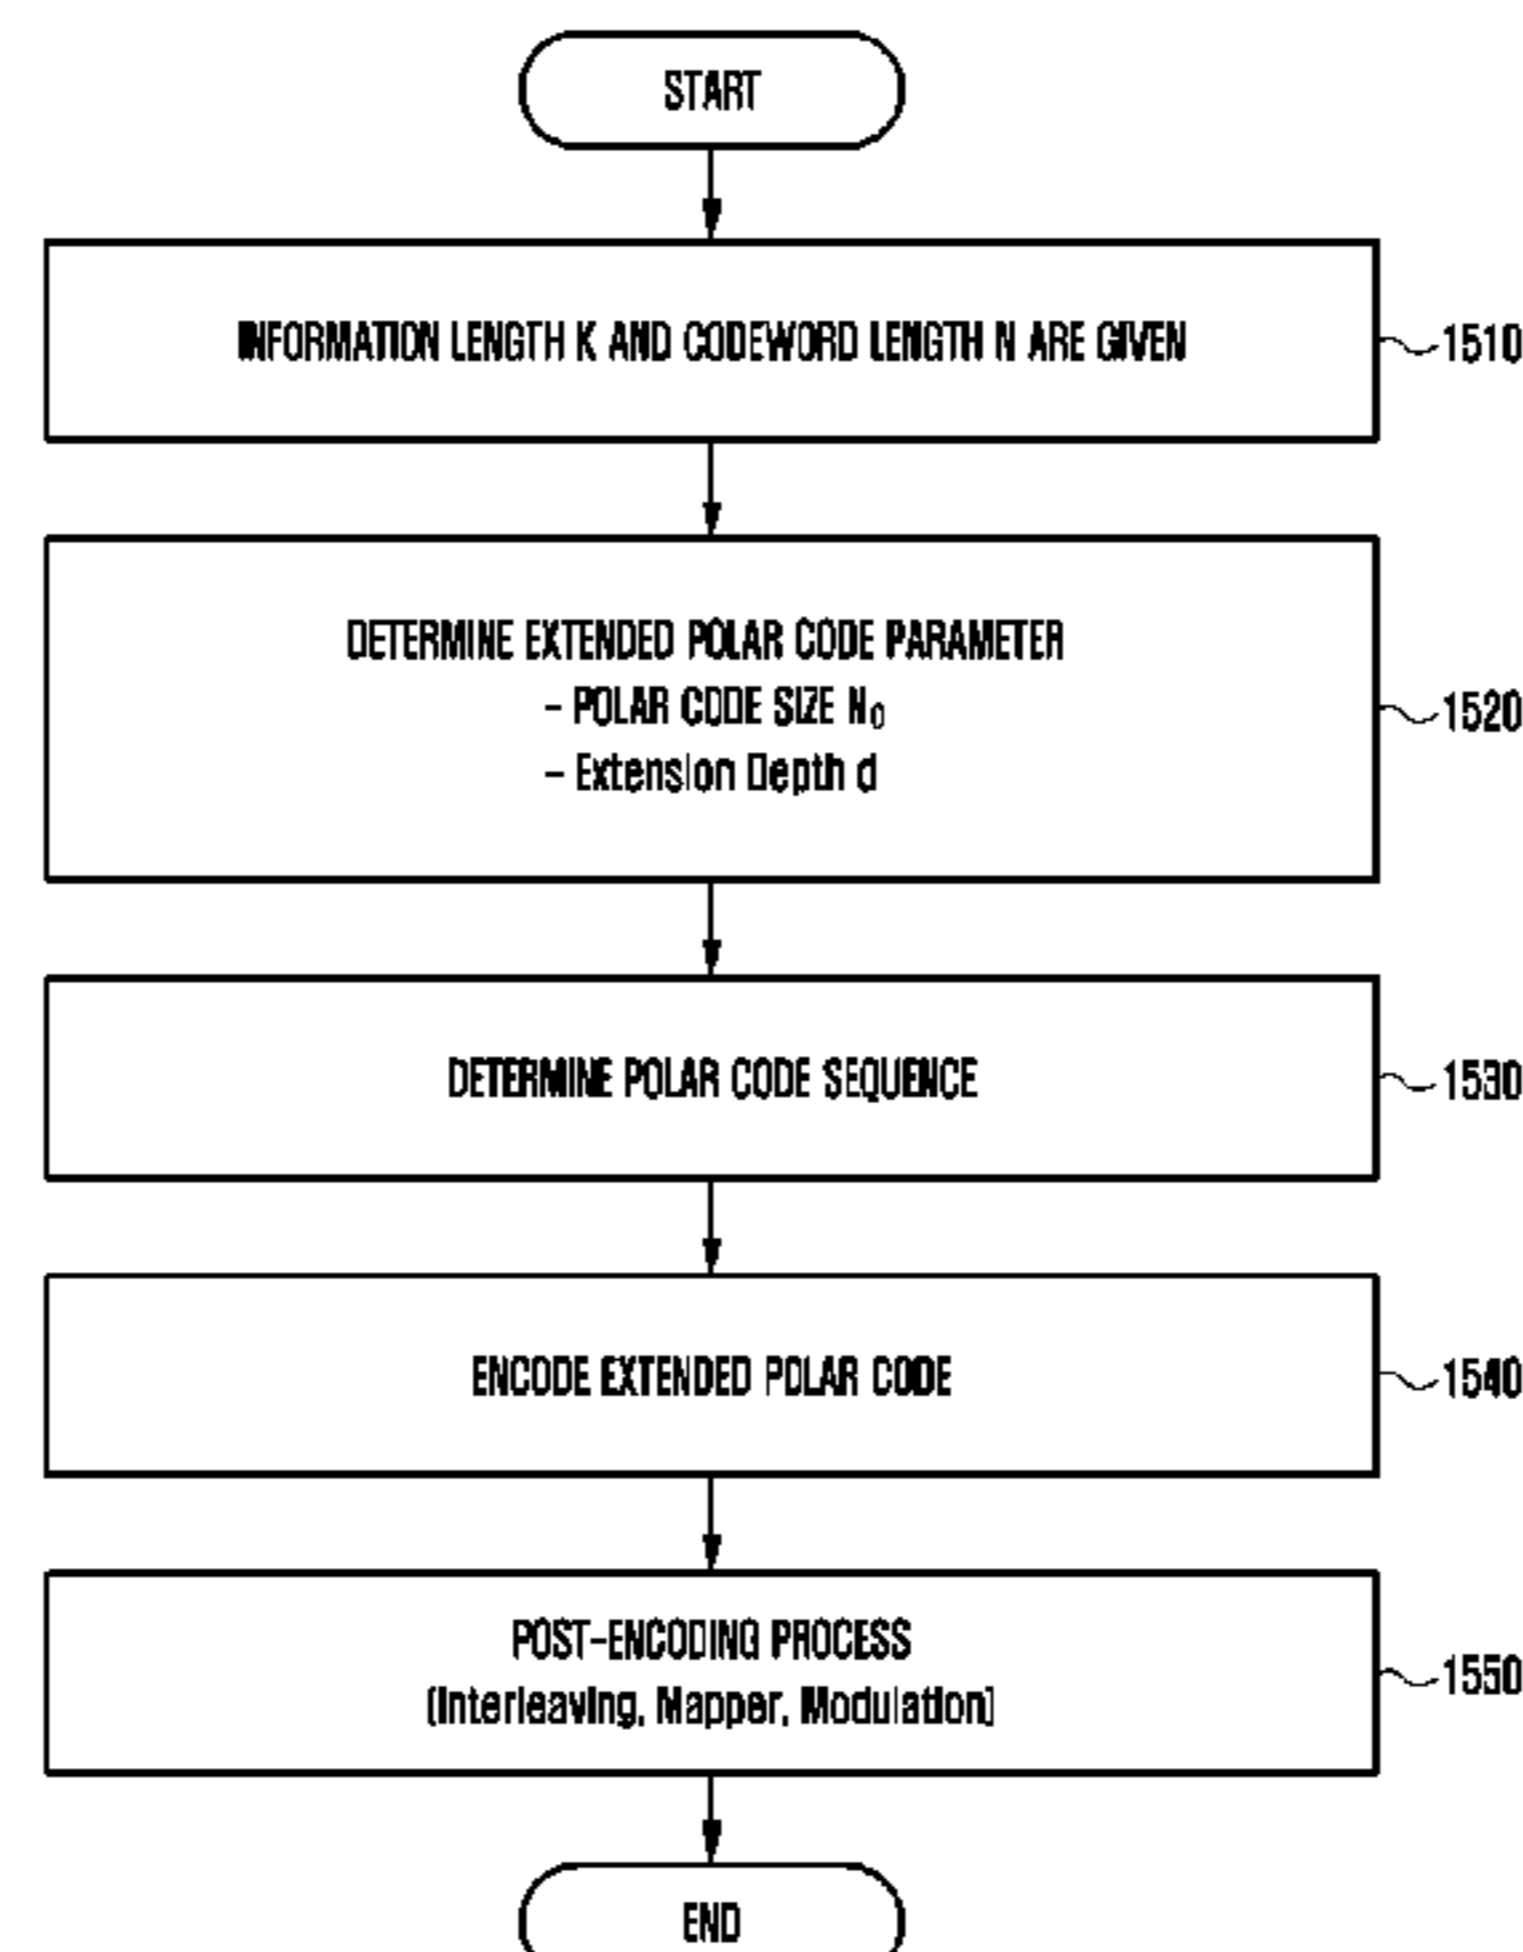 START
INFORMATION LENGTH K AND CODEWORD LENGTH N ARE GIVEN
1510
DETERMINE EXTENDED POLAR CODE PARAMETER
- POLAR CODE SIZE N₀
- Extension Depth d
1520
DETERMINE POLAR CODE SEQUENCE
1530
ENCODE EXTENDED POLAR CODE
1540
POST-ENCODING PROCESS
(Interleaving, Mapper, Modulation)
1550
END